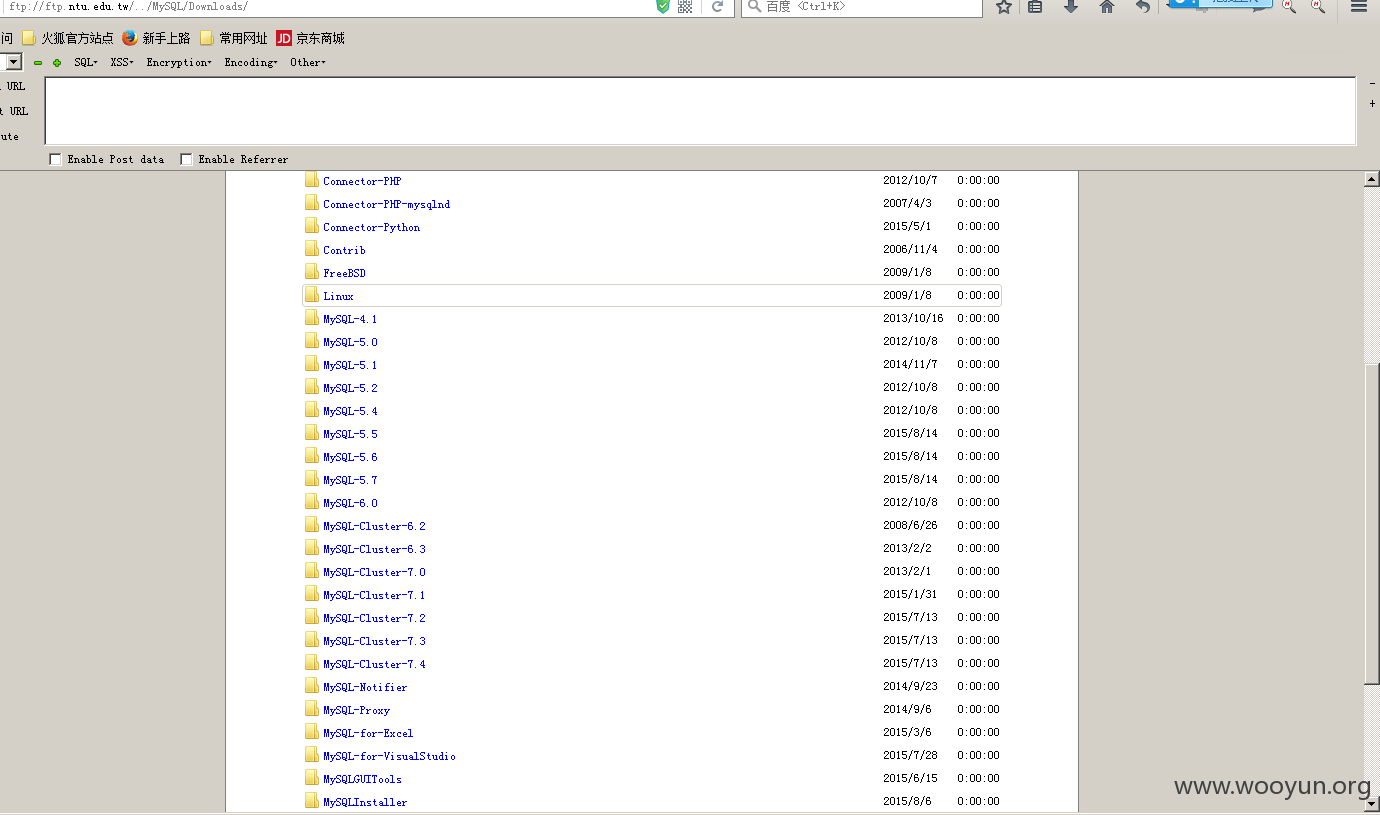 ftp://ftp.ntu.edu.tw/../MySQL/Downloads/ 百度 <Ctrl+K>
问 火狐官方站点 新手上路 常用网址 JD 京东商城
SQL▾ XSS▾ Encryption▾ Encoding▾ Other▾
URL
t URL
ute
Enable Post data Enable Referrer
Connector-PHP 2012/10/7 0:00:00
Connector-PHP-mysqlnd 2007/4/3 0:00:00
Connector-Python 2015/5/1 0:00:00
Contrib 2006/11/4 0:00:00
FreeBSD 2009/1/8 0:00:00
Linux 2009/1/8 0:00:00
MySQL-4.1 2013/10/16 0:00:00
MySQL-5.0 2012/10/8 0:00:00
MySQL-5.1 2014/11/7 0:00:00
MySQL-5.2 2012/10/8 0:00:00
MySQL-5.4 2012/10/8 0:00:00
MySQL-5.5 2015/8/14 0:00:00
MySQL-5.6 2015/8/14 0:00:00
MySQL-5.7 2015/8/14 0:00:00
MySQL-6.0 2012/10/8 0:00:00
MySQL-Cluster-6.2 2008/6/26 0:00:00
MySQL-Cluster-6.3 2013/2/2 0:00:00
MySQL-Cluster-7.0 2013/2/1 0:00:00
MySQL-Cluster-7.1 2015/1/31 0:00:00
MySQL-Cluster-7.2 2015/7/13 0:00:00
MySQL-Cluster-7.3 2015/7/13 0:00:00
MySQL-Cluster-7.4 2015/7/13 0:00:00
MySQL-Notifier 2014/9/23 0:00:00
MySQL-Proxy 2014/9/6 0:00:00
MySQL-for-Excel 2015/3/6 0:00:00
MySQL-for-VisualStudio 2015/7/28 0:00:00
MySQLGUITools 2015/6/15 0:00:00
MySQLInstaller 2015/8/6 0:00:00
www.wooyun.org